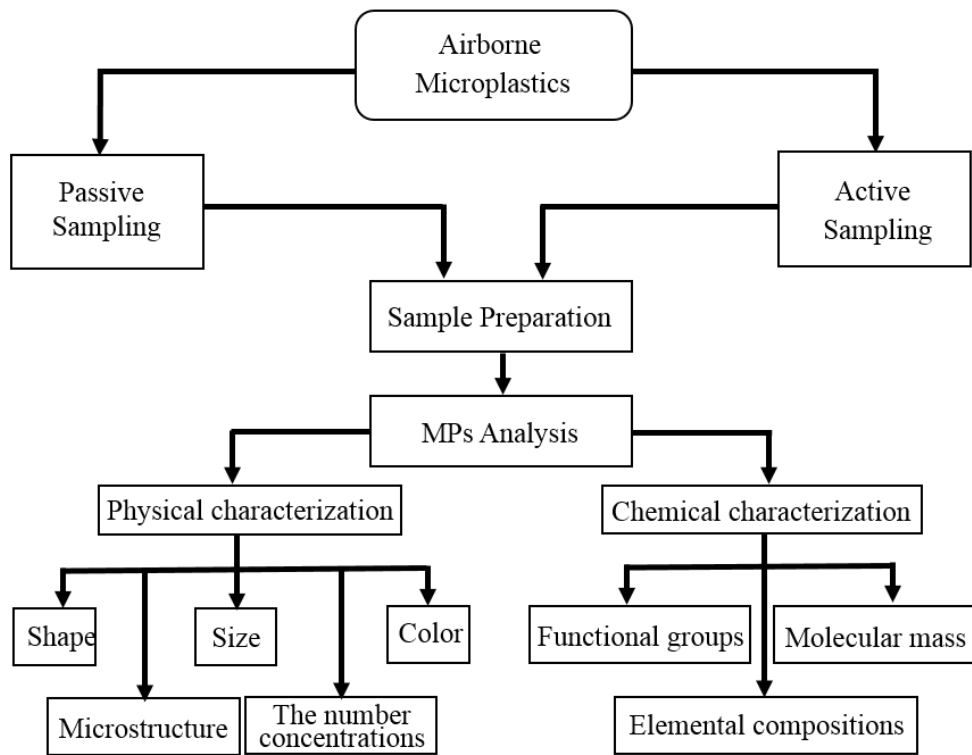 Airborne
Microplastics
Passive
Sampling
Active
Sampling
Sample Preparation
MPs Analysis
Physical characterization
Chemical characterization
Shape
Size
Color
Functional groups
Molecular mass
Microstructure
The number
concentrations
Elemental compositions